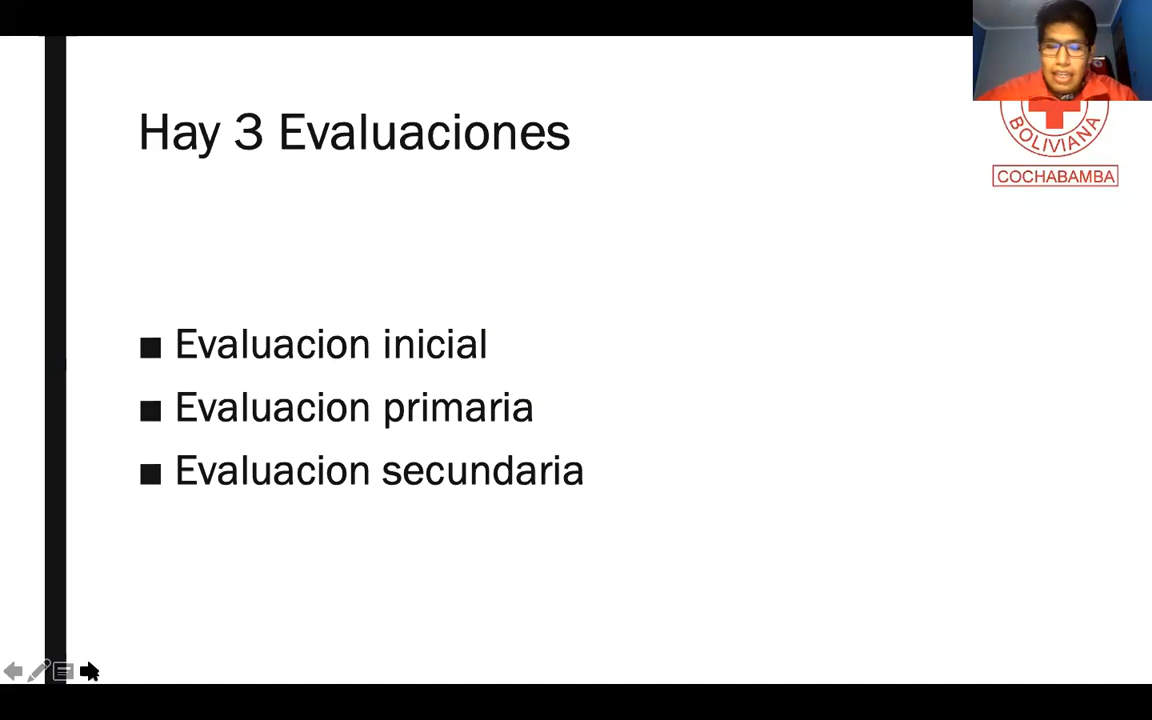 Hay 3 Evaluaciones
BOLIVIANA
COCHABAMBA
■ Evaluacion inicial
■ Evaluacion primaria
■ Evaluacion secundaria